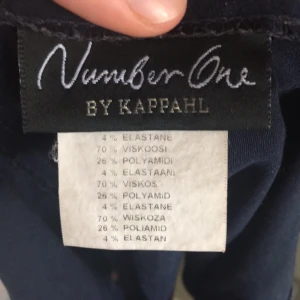 Number One
BY KAPPAHL
4 % ELASTANE
70 % VISKOOSI
26 % POLYAMIDI
4 % ELASTAANI
70 % VISKOS
26 % POLYAMID
4 % ELASTAN
70 % WISKOZA
26 % POLIAMID
4 % ELASTAN